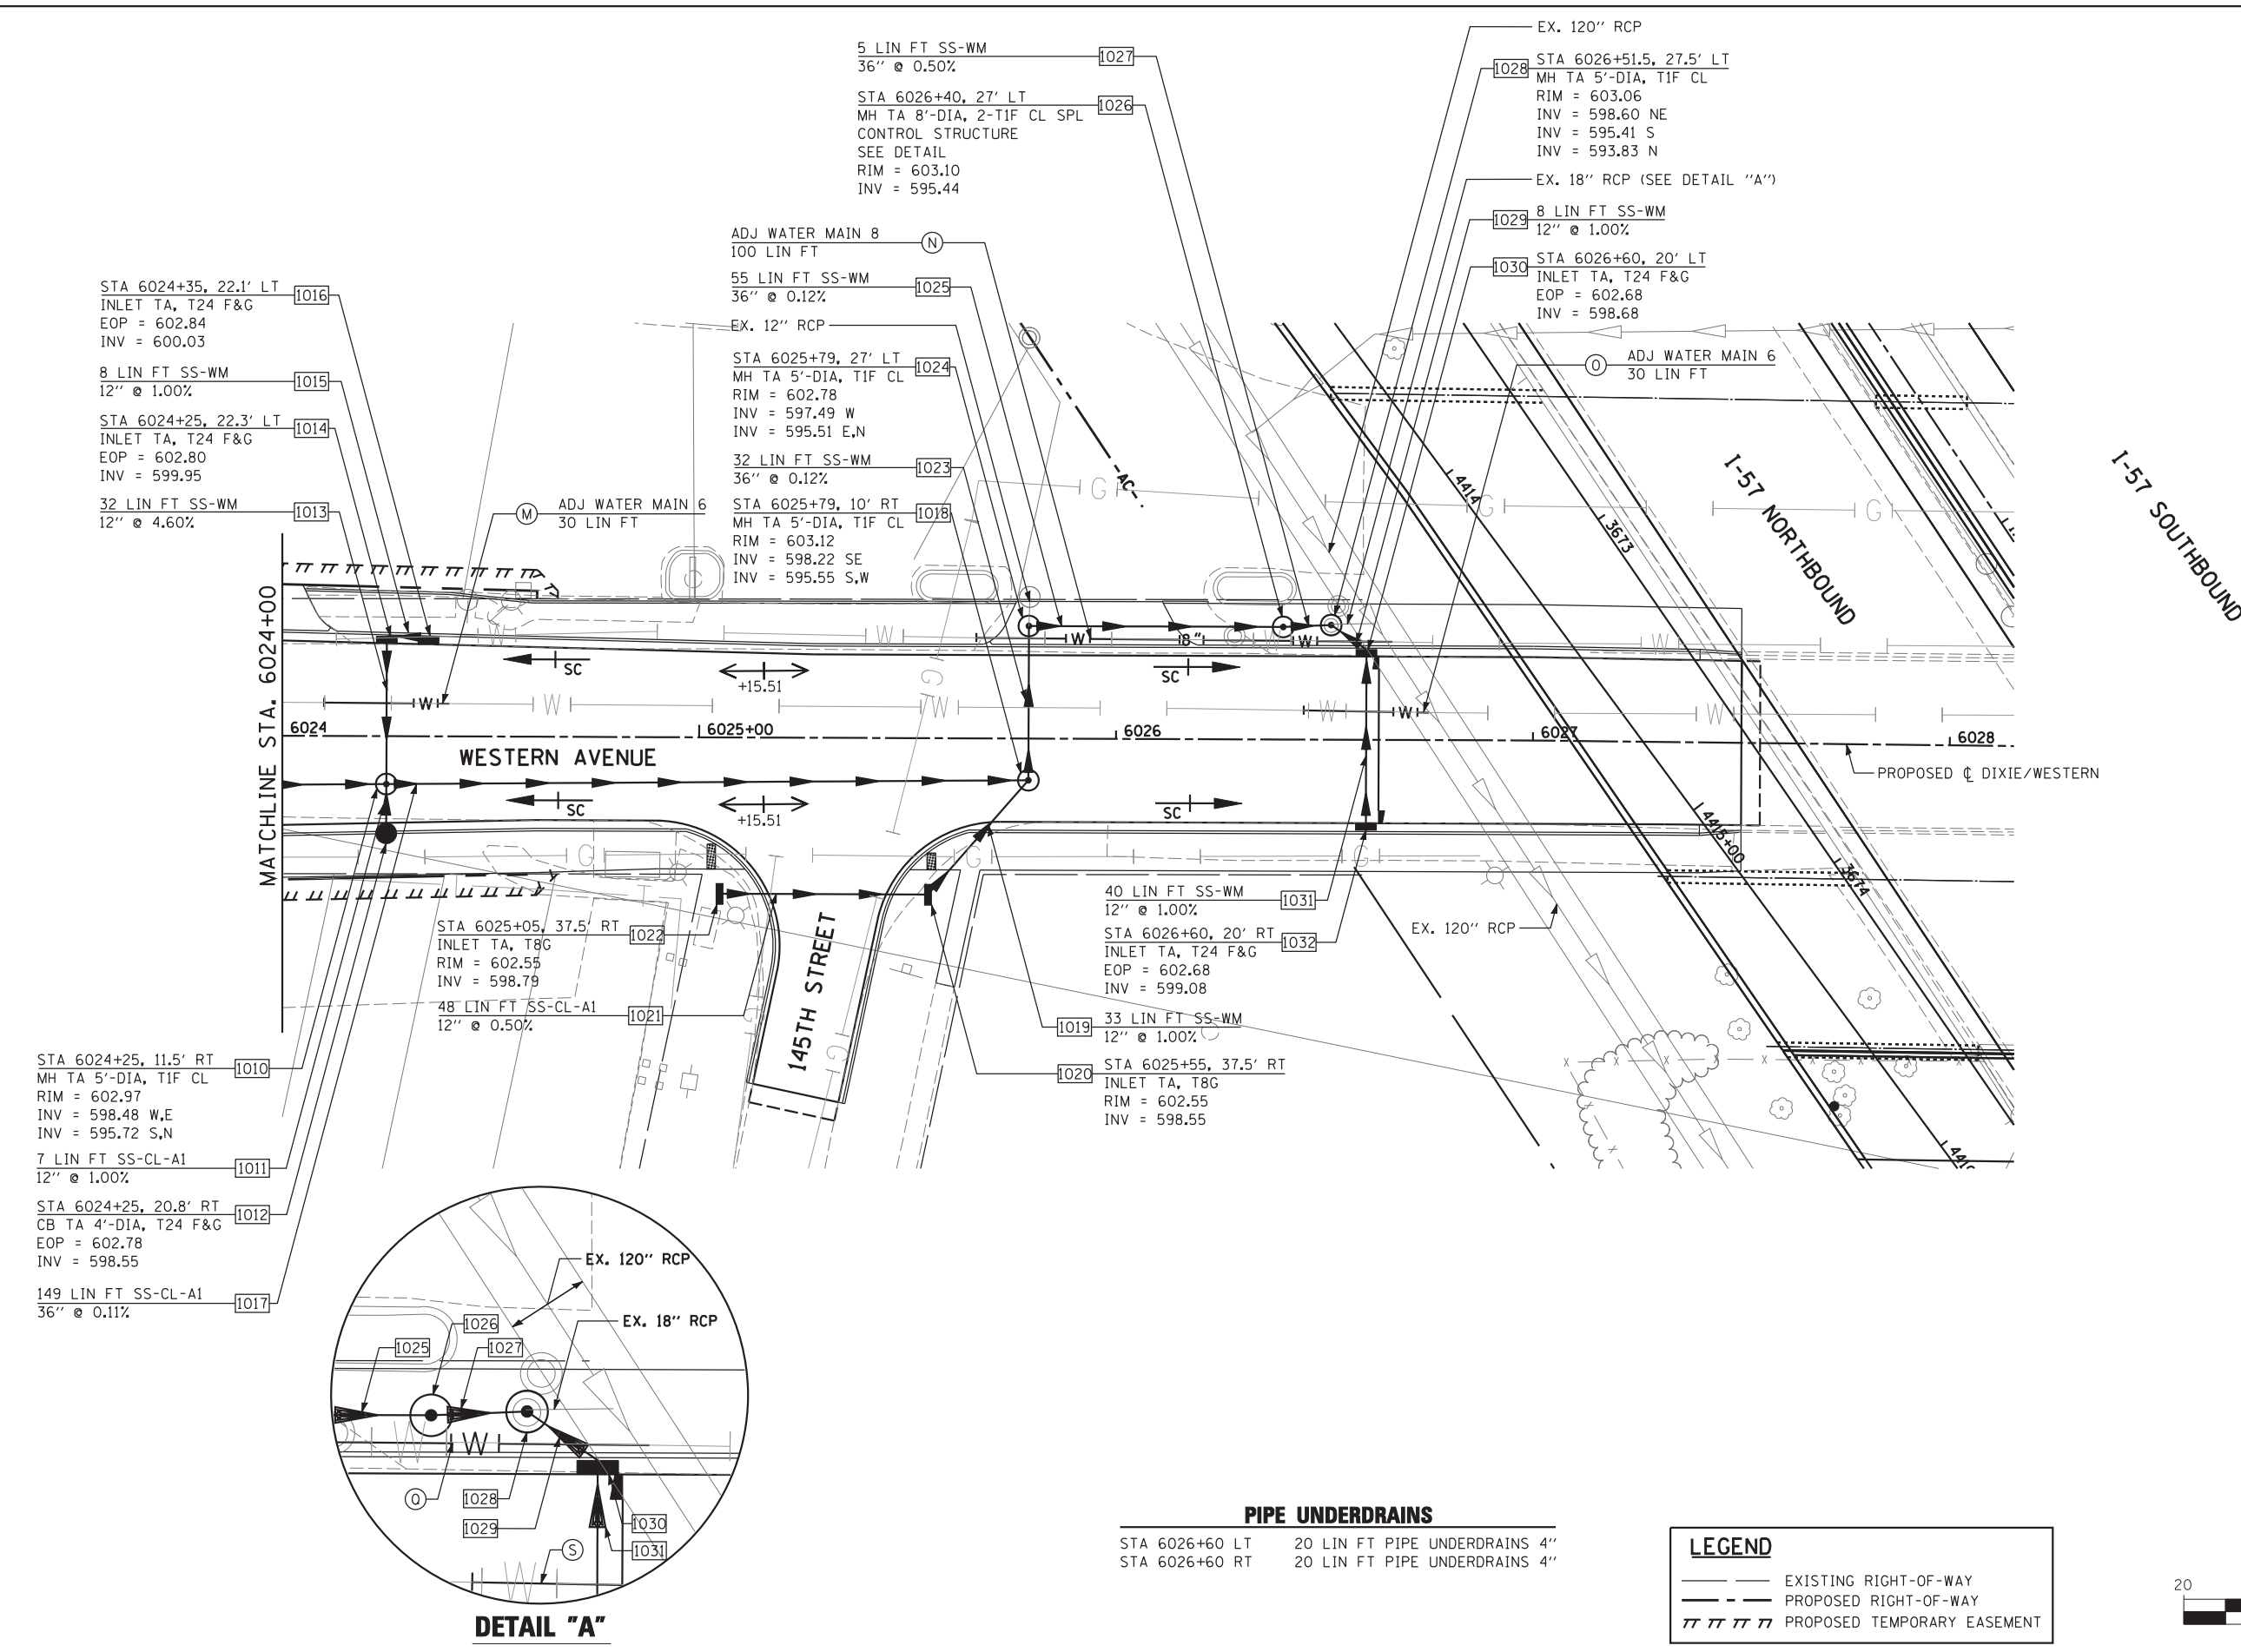 5 LIN FT SS-WM
36'' @ 0.50%
1027
STA 6026+40, 27' LT
MH TA 8'-DIA, 2-T1F CL SPL
CONTROL STRUCTURE
SEE DETAIL
RIM = 603.10
INV = 595.44
1026
EX. 120'' RCP
1028
STA 6026+51.5, 27.5' LT
MH TA 5'-DIA, T1F CL
RIM = 603.06
INV = 598.60 NE
INV = 595.41 S
INV = 593.83 N
EX. 18'' RCP (SEE DETAIL ''A'')
1029
8 LIN FT SS-WM
12'' @ 1.00%
1030
STA 6026+60, 20' LT
INLET TA, T24 F&G
EOP = 602.68
INV = 598.68
O
ADJ WATER MAIN 6
30 LIN FT
ADJ WATER MAIN 8
100 LIN FT
N
55 LIN FT SS-WM
36'' @ 0.12%
1025
EX. 12'' RCP
STA 6025+79, 27' LT
MH TA 5'-DIA, T1F CL
RIM = 602.78
INV = 597.49 W
INV = 595.51 E,N
1024
32 LIN FT SS-WM
36'' @ 0.12%
1023
STA 6025+79, 10' RT
MH TA 5'-DIA, T1F CL
RIM = 603.12
INV = 598.22 SE
INV = 595.55 S,W
1018
STA 6024+35, 22.1' LT
INLET TA, T24 F&G
EOP = 602.84
INV = 600.03
1016
8 LIN FT SS-WM
12'' @ 1.00%
1015
STA 6024+25, 22.3' LT
INLET TA, T24 F&G
EOP = 602.80
INV = 599.95
1014
32 LIN FT SS-WM
12'' @ 4.60%
1013
M
ADJ WATER MAIN 6
30 LIN FT
MATCHLINE STA. 6024+00
AC
G
G
G
4414
3673
I-57 NORTHBOUND
I-57 SOUTHBOUND
W
W
W
8''
W
W
W
SC
+15.51
SC
G
W
W
W
W
W
W
6024
6025+00
6026
6027
6028
WESTERN AVENUE
PROPOSED ℄ DIXIE/WESTERN
SC
+15.51
SC
G
G
G
4415+00
3674
STA 6025+05, 37.5' RT
INLET TA, T8G
RIM = 602.55
INV = 598.79
1022
48 LIN FT SS-CL-A1
12'' @ 0.50%
1021
145TH STREET
G
G
40 LIN FT SS-WM
12'' @ 1.00%
1031
STA 6026+60, 20' RT
INLET TA, T24 F&G
EOP = 602.68
INV = 599.08
1032
EX. 120'' RCP
1019
33 LIN FT SS-WM
12'' @ 1.00%
1020
STA 6025+55, 37.5' RT
INLET TA, T8G
RIM = 602.55
INV = 598.55
STA 6024+25, 11.5' RT
MH TA 5'-DIA, T1F CL
RIM = 602.97
INV = 598.48 W,E
INV = 595.72 S,N
1010
7 LIN FT SS-CL-A1
12'' @ 1.00%
1011
STA 6024+25, 20.8' RT
CB TA 4'-DIA, T24 F&G
EOP = 602.78
INV = 598.55
1012
149 LIN FT SS-CL-A1
36'' @ 0.11%
1017
EX. 120'' RCP
EX. 18'' RCP
1026
1025
1027
W
W
Q
1028
1029
1030
1031
S
W
DETAIL "A"
PIPE UNDERDRAINS
STA 6026+60 LT 20 LIN FT PIPE UNDERDRAINS 4''
STA 6026+60 RT 20 LIN FT PIPE UNDERDRAINS 4''
LEGEND
EXISTING RIGHT-OF-WAY
PROPOSED RIGHT-OF-WAY
PROPOSED TEMPORARY EASEMENT
20